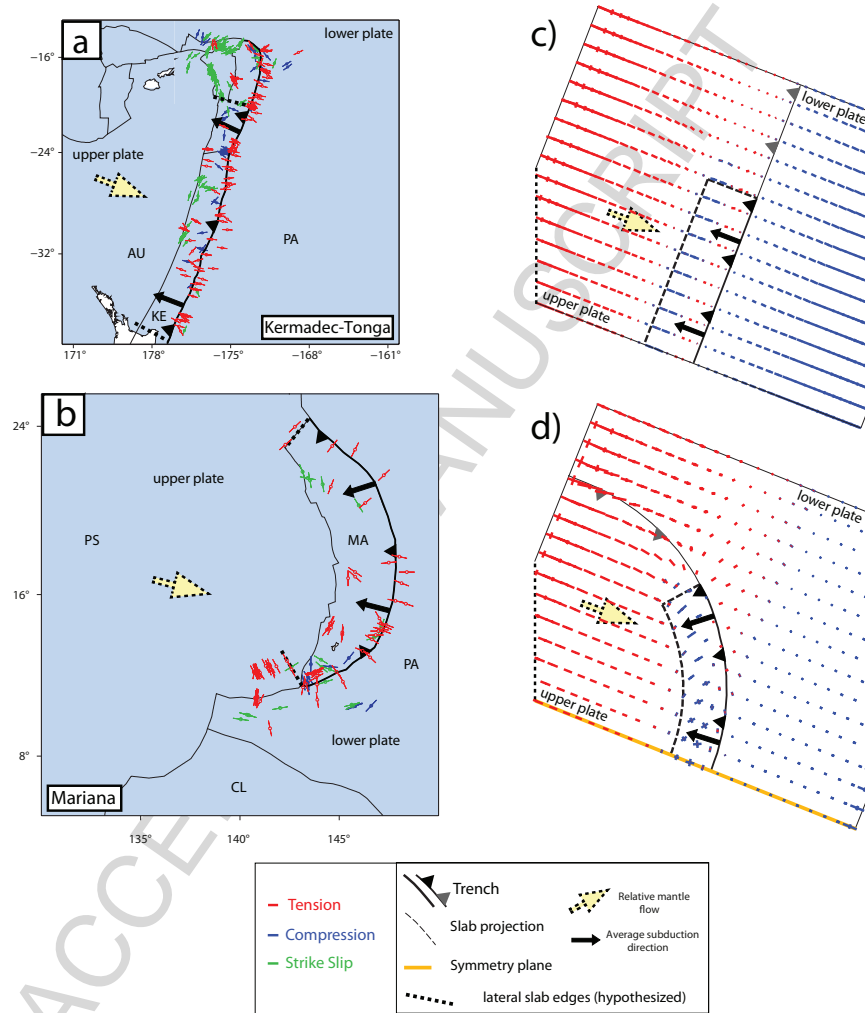 a
lower plate
-16°
upper plate
-24°
-32°
AU
PA
KE
Kermadec-Tonga
171°
178°
-175°
-168°
-161°
b
24°
upper plate
PS
MA
16°
PA
lower plate
8°
CL
Mariana
135°
140°
145°
c)
lower plate
upper plate
d)
lower plate
upper plate
ACCEPTED MANUSCRIPT
Tension
Compression
Strike Slip
Trench
Slab projection
Symmetry plane
lateral slab edges (hypothesized)
Relative mantle
flow
Average subduction
direction